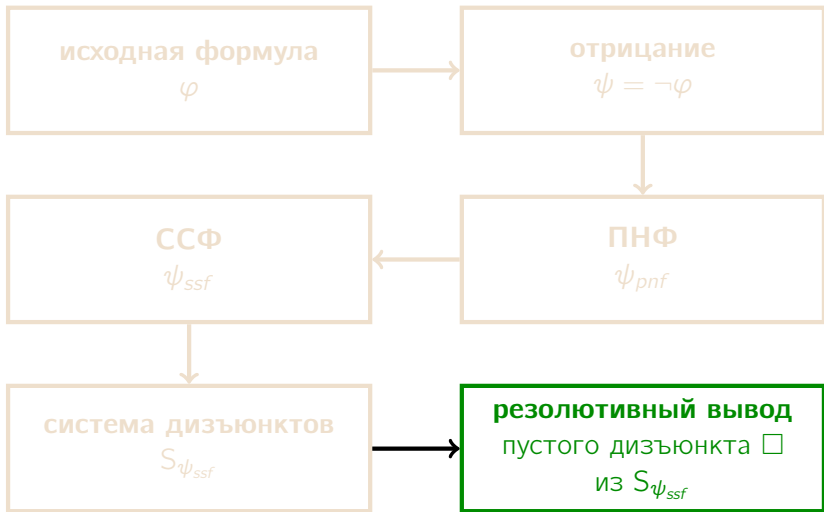 исходная формула
φ
отрицание
ψ = ¬φ
ССФ
ψ_ssf
ПНФ
ψ_pnf
система дизъюнктов
S_ψ_ssf
резолютивный вывод
пустого дизъюнкта □
из S_ψ_ssf